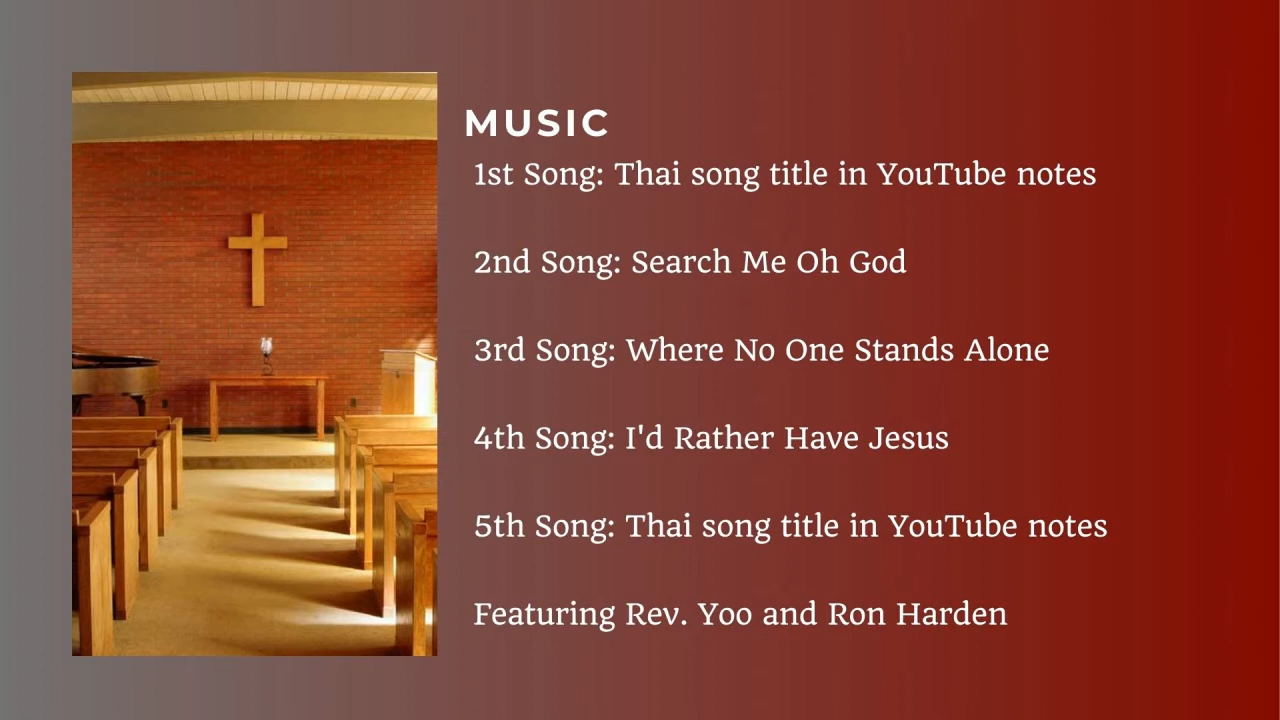 MUSIC
1st Song: Thai song title in YouTube notes
2nd Song: Search Me Oh God
3rd Song: Where No One Stands Alone
4th Song: I'd Rather Have Jesus
5th Song: Thai song title in YouTube notes
Featuring Rev. Yoo and Ron Harden